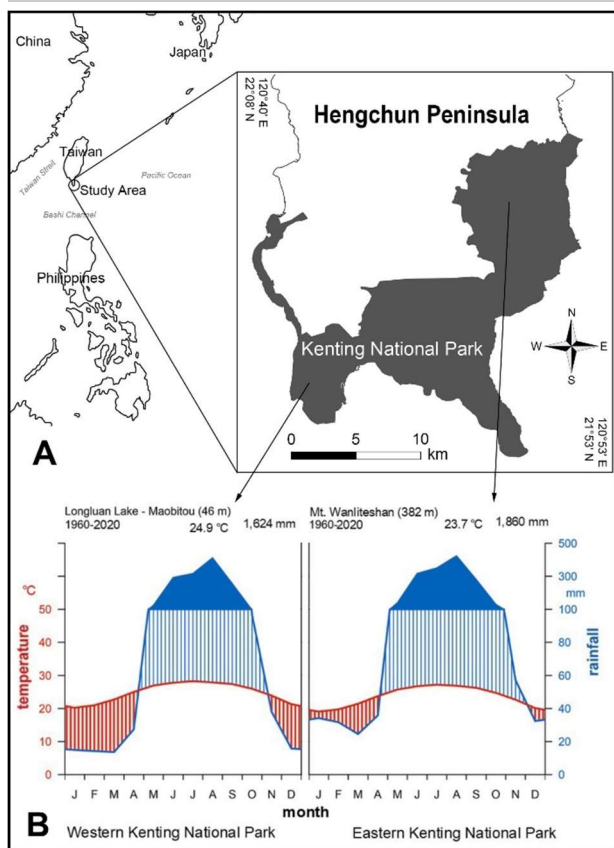 China
Japan
Taiwan
Taiwan Strait
Study Area
Pacific Ocean
Bashi Channel
Philippines
120°40' E
22°08' N
Hengchun Peninsula
Kenting National Park
N
W E
S
0 5 10
km
120°53' E
21°53' N
A
Longluan Lake - Maobitou (46 m)
1960-2020 24.9 °C 1,624 mm
Mt. Wanliteshan (382 m)
1960-2020 23.7 °C 1,860 mm
°C
50
40
30
20
10
0
temperature
500
300
mm
100
80
60
40
20
0
rainfall
J F M A M J J A S O N D
J F M A M J J A S O N D
month
B
Western Kenting National Park
Eastern Kenting National Park